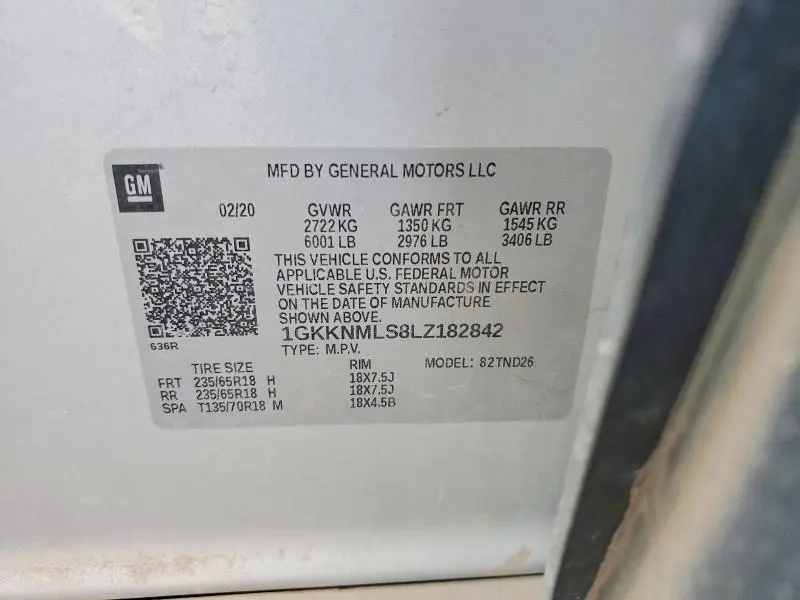 GM
MFD BY GENERAL MOTORS LLC
02/20 GVWR GAWR FRT GAWR RR
2722 KG 1350 KG 1545 KG
6001 LB 2976 LB 3406 LB
THIS VEHICLE CONFORMS TO ALL
APPLICABLE U.S. FEDERAL MOTOR
VEHICLE SAFETY STANDARDS IN EFFECT
ON THE DATE OF MANUFACTURE
SHOWN ABOVE.
636R
1GKKNMLS8LZ182842
TYPE: M.P.V.
TIRE SIZE RIM MODEL: 82TND26
FRT 235/65R18 H 18X7.5J
RR 235/65R18 H 18X7.5J
SPA T135/70R18 M 18X4.5B